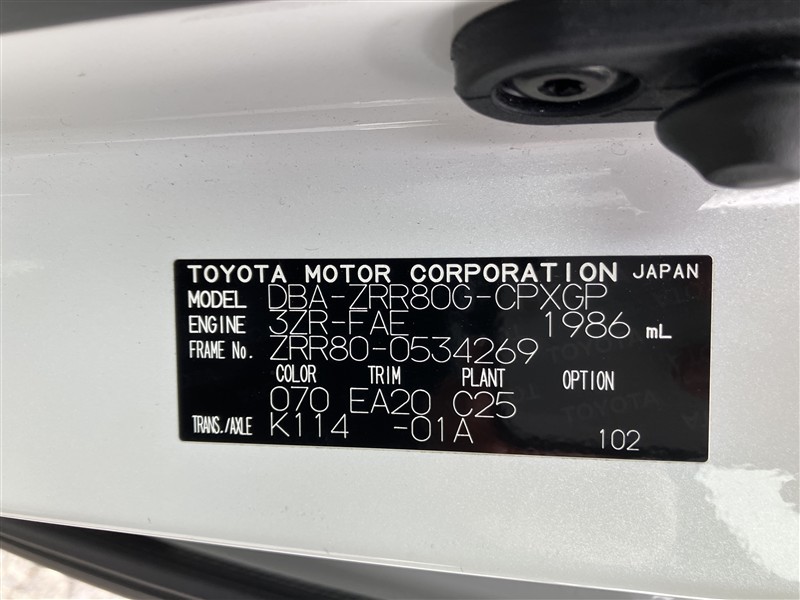 TOYOTA MOTOR CORPORATION JAPAN
MODEL DBA-ZRR80G-CPXGP
ENGINE 3ZR-FAE 1986 mL
FRAME No. ZRR80-0534269
COLOR TRIM PLANT OPTION
070 EA20 C25
TRANS./AXLE K114 -01A 102